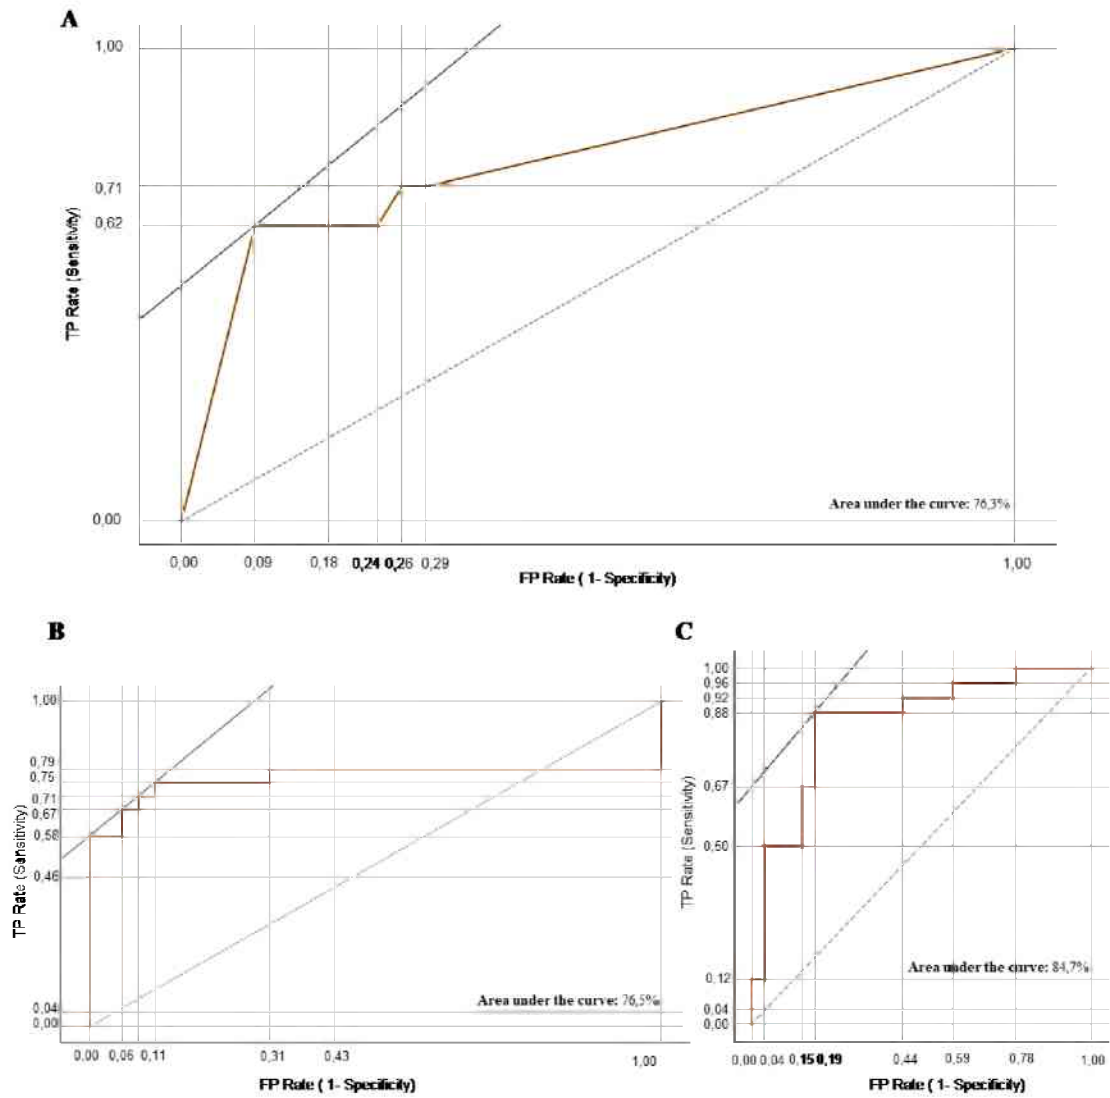 A
1,00
0,71
0,62
0,00
TP Rate (Sensitivity)
Area under the curve: 76,3%
0,00 0,09 0,18 0,24 0,26 0,29 1,00
FP Rate ( 1- Specificity)
B
1,00
0,79
0,75
0,71
0,67
0,58
0,46
0,04
0,00
TP Rate (Sensitivity)
Area under the curve: 76,5%
0,00 0,06 0,11 0,31 0,43 1,00
FP Rate ( 1- Specificity)
C
1,00
0,96
0,92
0,88
0,67
0,50
0,12
0,04
0,00
TP Rate (Sensitivity)
Area under the curve: 84,7%
0,00 0,04 0,15 0,19 0,44 0,59 0,78 1,00
FP Rate ( 1- Specificity)